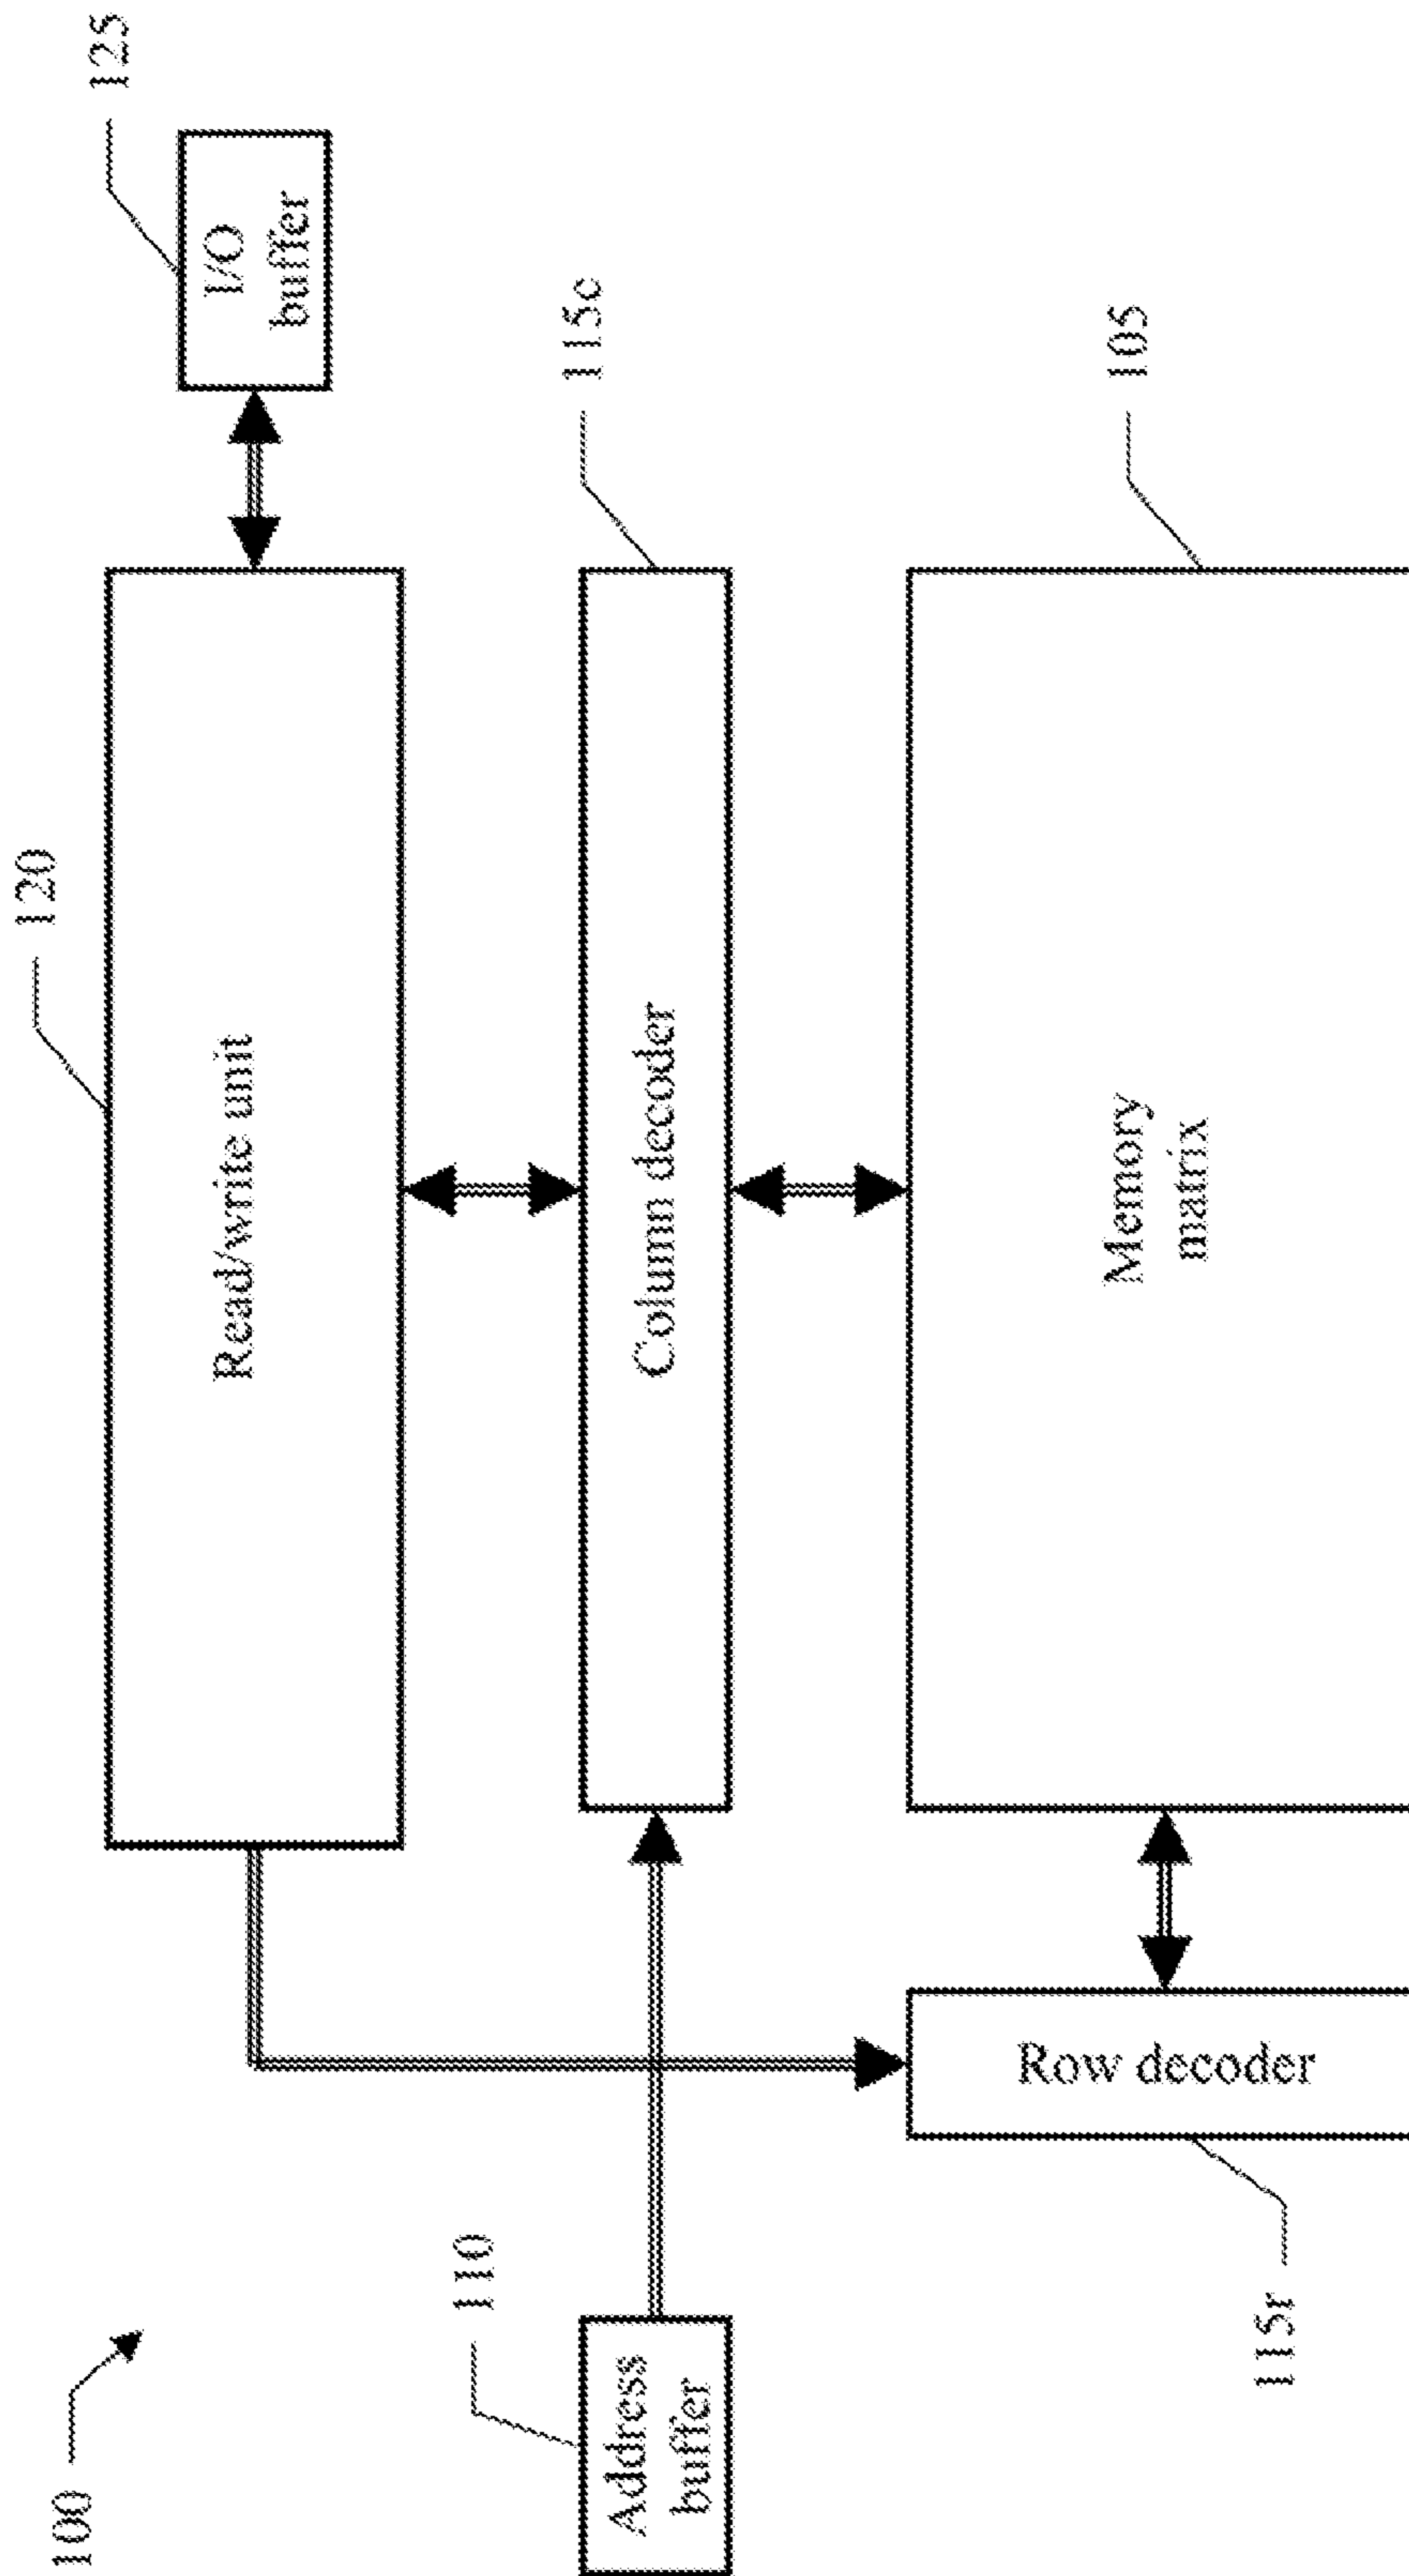 100
120
125
Read/write unit
I/O
buffer
110
115c
Address
buffer
Column decoder
105
115r
Row decoder
Memory
matrix